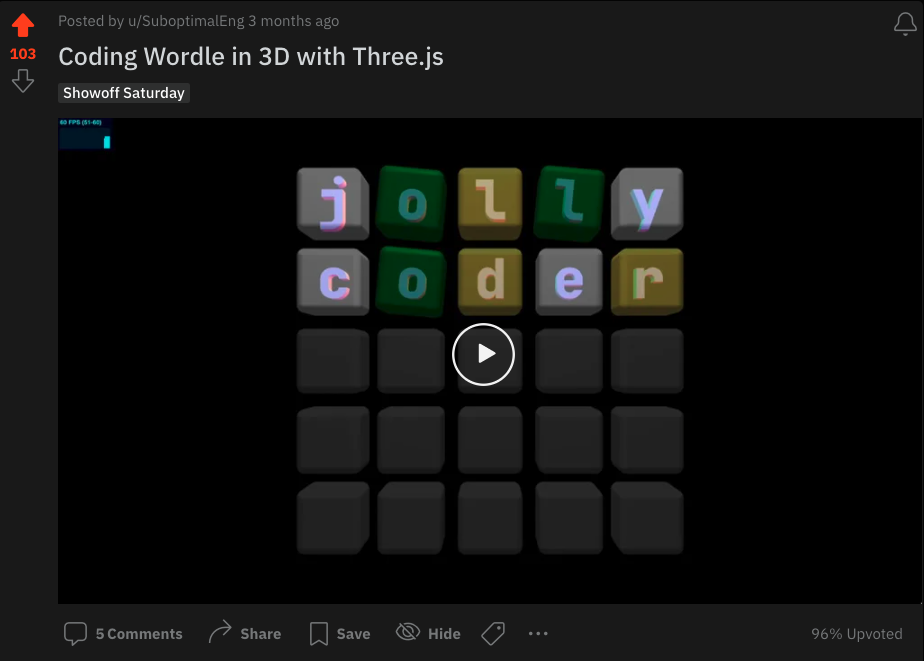 Posted by u/SuboptimalEng 3 months ago
103
Coding Wordle in 3D with Three.js
Showoff Saturday
60 FPS (51-60)
j o l l y
c o d e r
5 Comments Share Save Hide 96% Upvoted